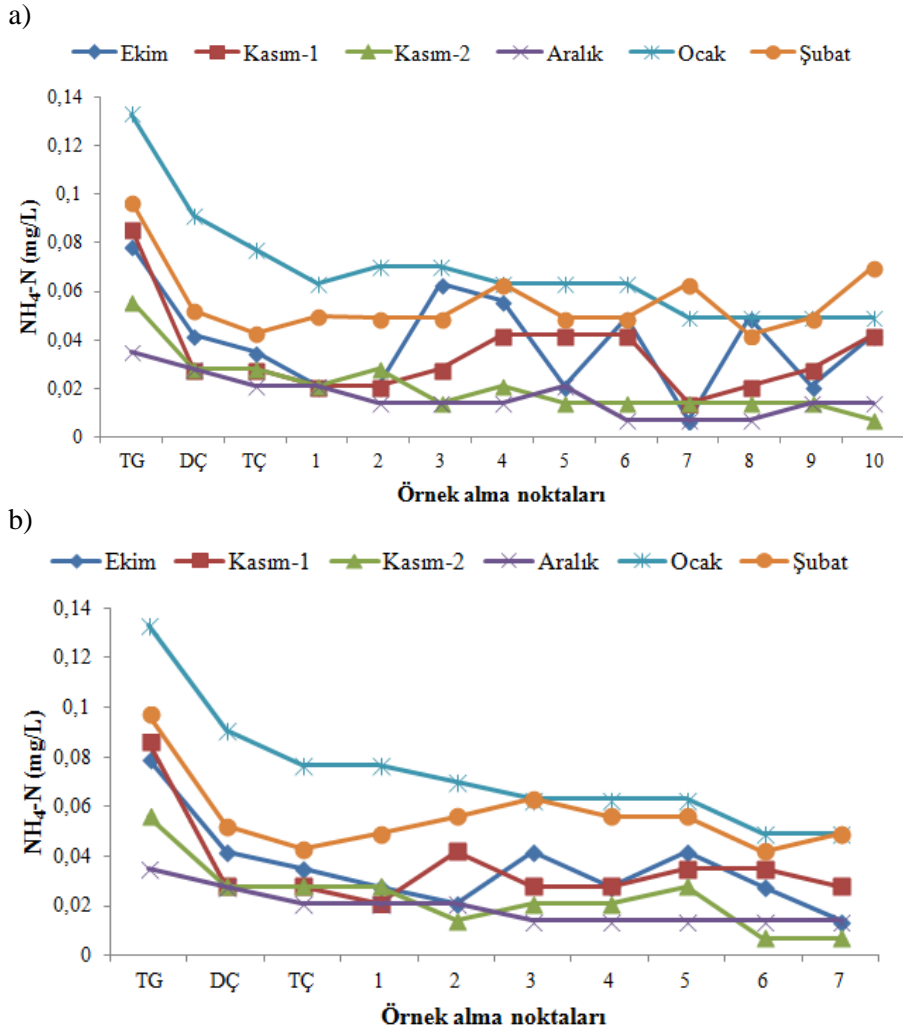 a)
Ekim Kasım-1 Kasım-2 Aralık Ocak Şubat
0,14
0,12
0,1
0,08
0,06
0,04
0,02
0
NH4-N (mg/L)
TG DÇ TÇ 1 2 3 4 5 6 7 8 9 10
Örnek alma noktaları
b)
Ekim Kasım-1 Kasım-2 Aralık Ocak Şubat
0,14
0,12
0,1
0,08
0,06
0,04
0,02
0
NH4-N (mg/L)
TG DÇ TÇ 1 2 3 4 5 6 7
Örnek alma noktaları